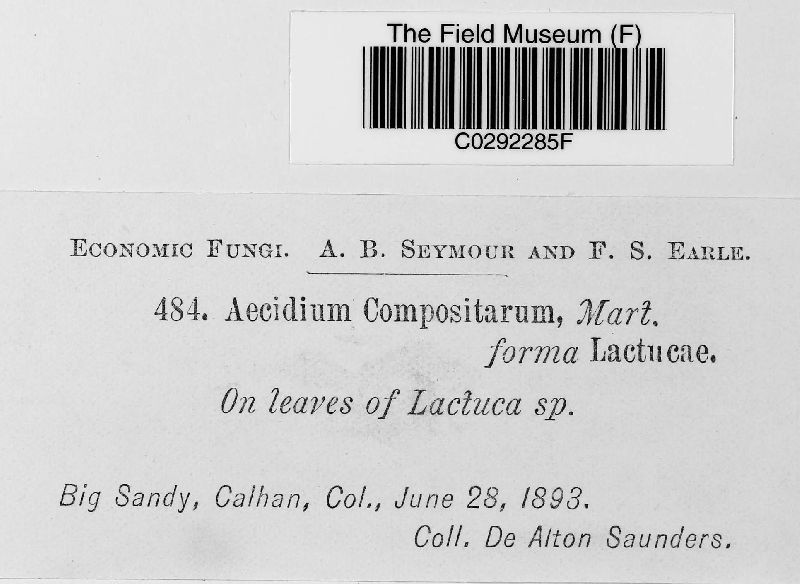 The Field Museum (F)
C0292285F
Economic Fungi. A. B. Seymour and F. S. Earle.
484. Aecidium Compositarum, Mart.
forma Lactucae.
On leaves of Lactuca sp.
Big Sandy, Calhan, Col., June 28, 1893.
Coll. De Alton Saunders.